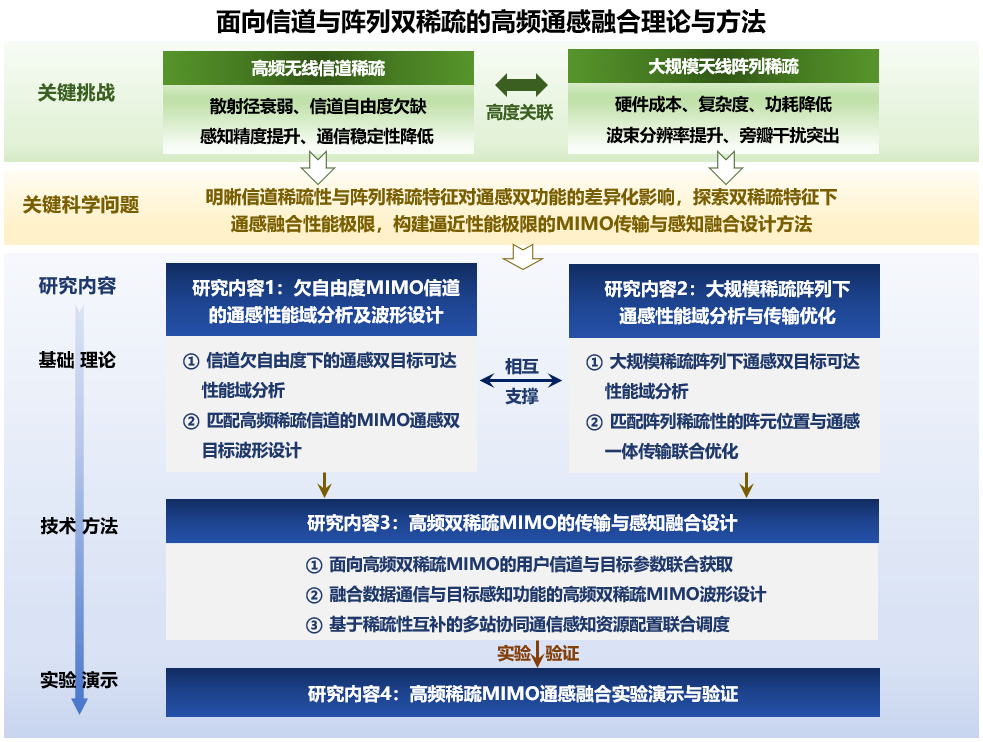 面向信道与阵列双稀疏的高频通感融合理论与方法
关键挑战
高频无线信道稀疏
散射径衰弱、信道自由度欠缺
感知精度提升、通信稳定性降低
高度关联
大规模天线阵列稀疏
硬件成本、复杂度、功耗降低
波束分辨率提升、旁瓣干扰突出
关键科学问题
明晰信道稀疏性与阵列稀疏特征对通感双功能的差异化影响，探索双稀疏特征下
通感融合性能极限，构建逼近性能极限的MIMO传输与感知融合设计方法
研究内容
基础 理论
研究内容1：欠自由度MIMO信道
的通感性能域分析及波形设计
① 信道欠自由度下的通感双目标可达
性能域分析
② 匹配高频稀疏信道的MIMO通感双
目标波形设计
相互
支撑
研究内容2：大规模稀疏阵列下
通感性能域分析与传输优化
① 大规模稀疏阵列下通感双目标可达
性能域分析
② 匹配阵列稀疏性的阵元位置与通感
一体传输联合优化
技术 方法
研究内容3：高频双稀疏MIMO的传输与感知融合设计
① 面向高频双稀疏MIMO的用户信道与目标参数联合获取
② 融合数据通信与目标感知功能的高频双稀疏MIMO波形设计
③ 基于稀疏性互补的多站协同通信感知资源配置联合调度
实验 验证
实验 演示
研究内容4：高频稀疏MIMO通感融合实验演示与验证